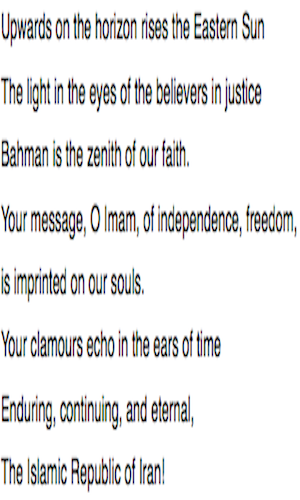 Upwards on the horizon rises the Eastern Sun
The light in the eyes of the believers in justice
Bahman is the zenith of our faith.
Your message, O Imam, of independence, freedom,
is imprinted on our souls.
Your clamours echo in the ears of time
Enduring, continuing, and eternal,
The Islamic Republic of Iran!